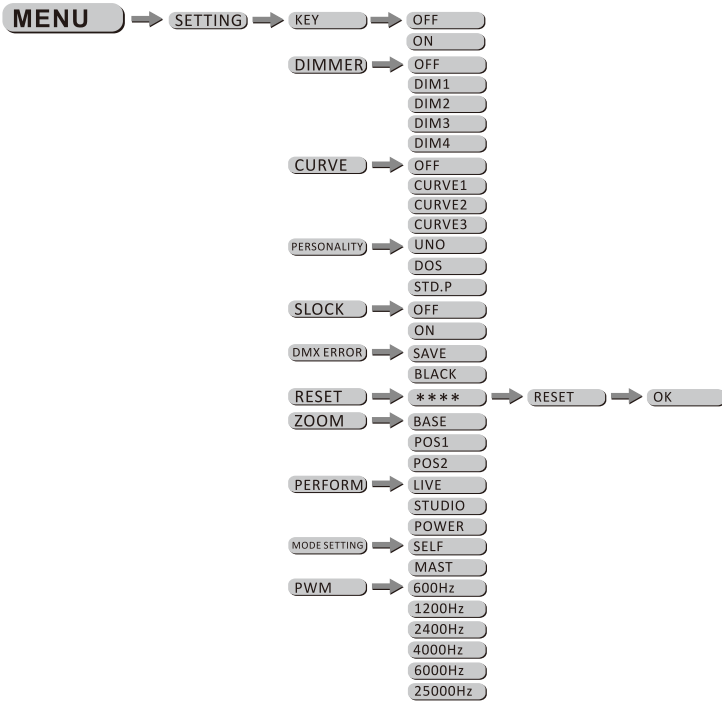 MENU SETTING KEY OFF
ON
DIMMER OFF
DIM1
DIM2
DIM3
DIM4
CURVE OFF
CURVE1
CURVE2
CURVE3
PERSONALITY UNO
DOS
STD.P
SLOCK OFF
ON
DMX ERROR SAVE
BLACK
RESET **** RESET OK
ZOOM BASE
POS1
POS2
PERFORM LIVE
STUDIO
POWER
MODE SETTING SELF
MAST
PWM 600Hz
1200Hz
2400Hz
4000Hz
6000Hz
25000Hz